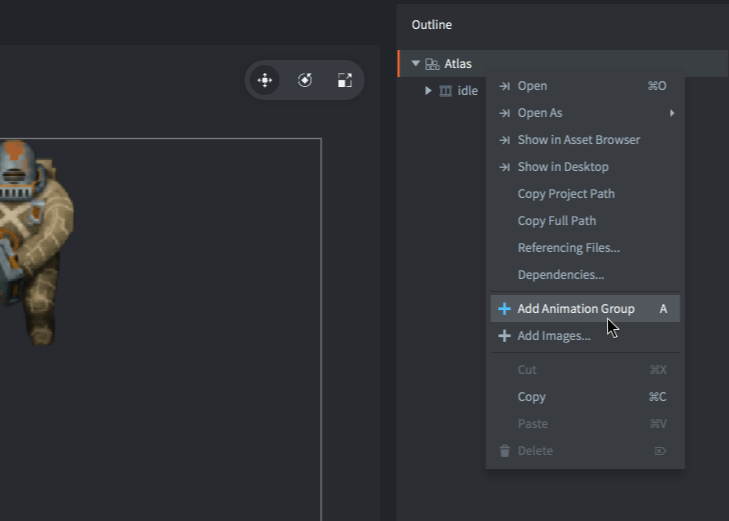 Outline
Atlas
idle
Open ⌘O
Open As
Show in Asset Browser
Show in Desktop
Copy Project Path
Copy Full Path
Referencing Files...
Dependencies...
Add Animation Group A
Add Images...
Cut ⌘X
Copy ⌘C
Paste ⌘V
Delete ⌦